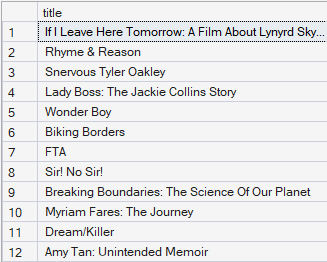 title
1 If I Leave Here Tomorrow: A Film About Lynyrd Sky...
2 Rhyme & Reason
3 Snervous Tyler Oakley
4 Lady Boss: The Jackie Collins Story
5 Wonder Boy
6 Biking Borders
7 FTA
8 Sir! No Sir!
9 Breaking Boundaries: The Science Of Our Planet
10 Myriam Fares: The Journey
11 Dream/Killer
12 Amy Tan: Unintended Memoir